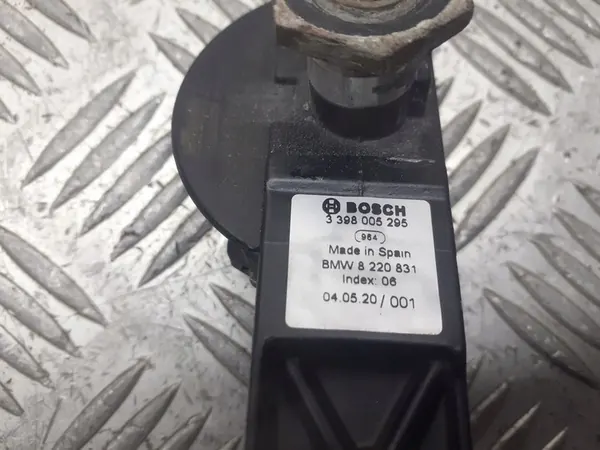 BOSCH
3 398 005 295
984
Made in Spain
BMW 8 220 831
Index: 06
04.05.20 / 001